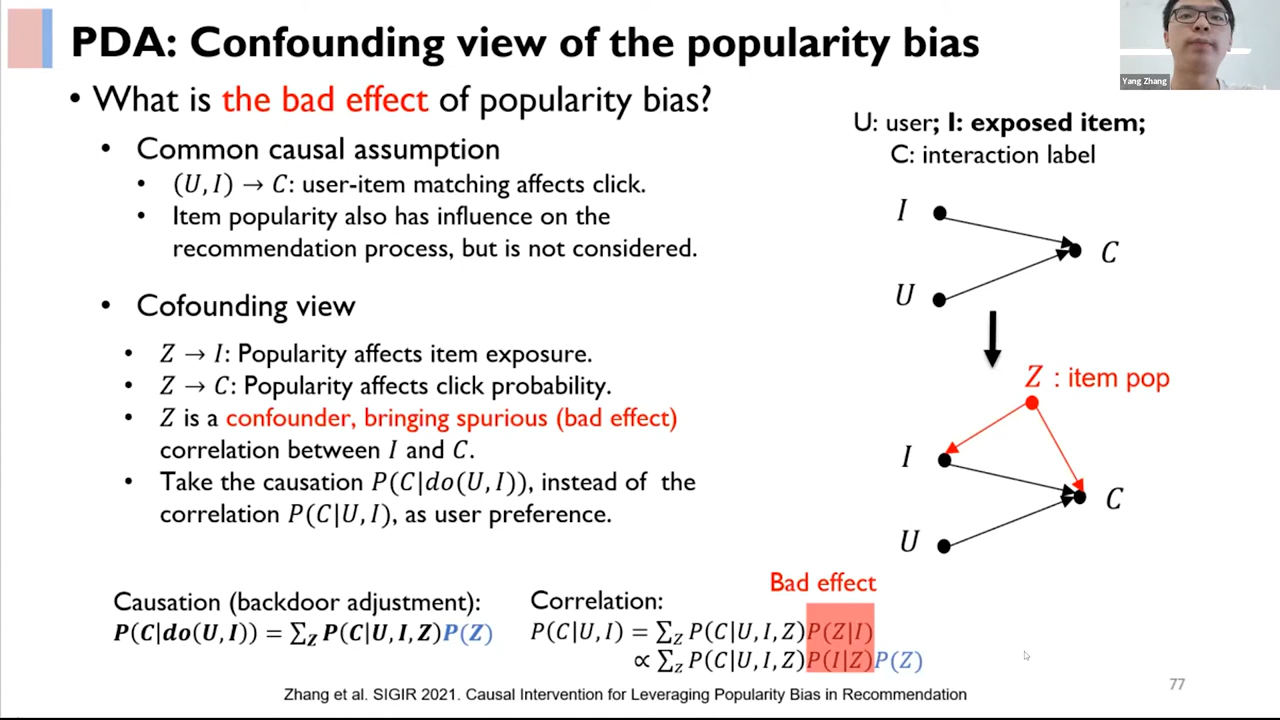 PDA: Confounding view of the popularity bias
Yang Zhang
• What is the bad effect of popularity bias?
• Common causal assumption
• (U, I) → C: user-item matching affects click.
• Item popularity also has influence on the
recommendation process, but is not considered.
• Cofounding view
• Z → I: Popularity affects item exposure.
• Z → C: Popularity affects click probability.
• Z is a confounder, bringing spurious (bad effect)
correlation between I and C.
• Take the causation P(C|do(U, I)), instead of the
correlation P(C|U, I), as user preference.
U: user; I: exposed item;
C: interaction label
I
C
U
Z : item pop
I
C
U
Causation (backdoor adjustment):
P(C|do(U, I)) = ∑Z P(C|U, I, Z)P(Z)
Bad effect
Correlation:
P(C|U, I) = ∑Z P(C|U, I, Z)P(Z|I)
∝ ∑Z P(C|U, I, Z)P(I|Z)P(Z)
Zhang et al. SIGIR 2021. Causal Intervention for Leveraging Popularity Bias in Recommendation
77